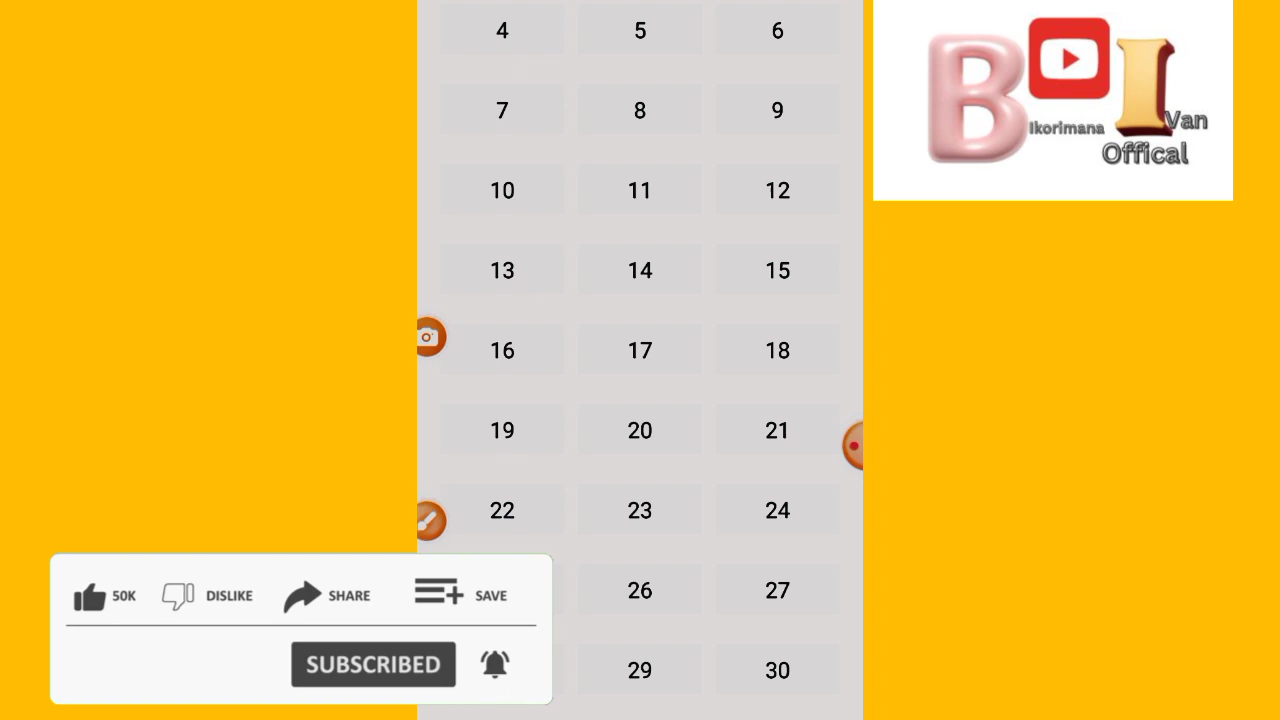 4 5 6
7 8 9
10 11 12
13 14 15
16 17 18
19 20 21
22 23 24
26 27
29 30
B I
Ikorimana Van
Offical
50K DISLIKE SHARE SAVE
SUBSCRIBED